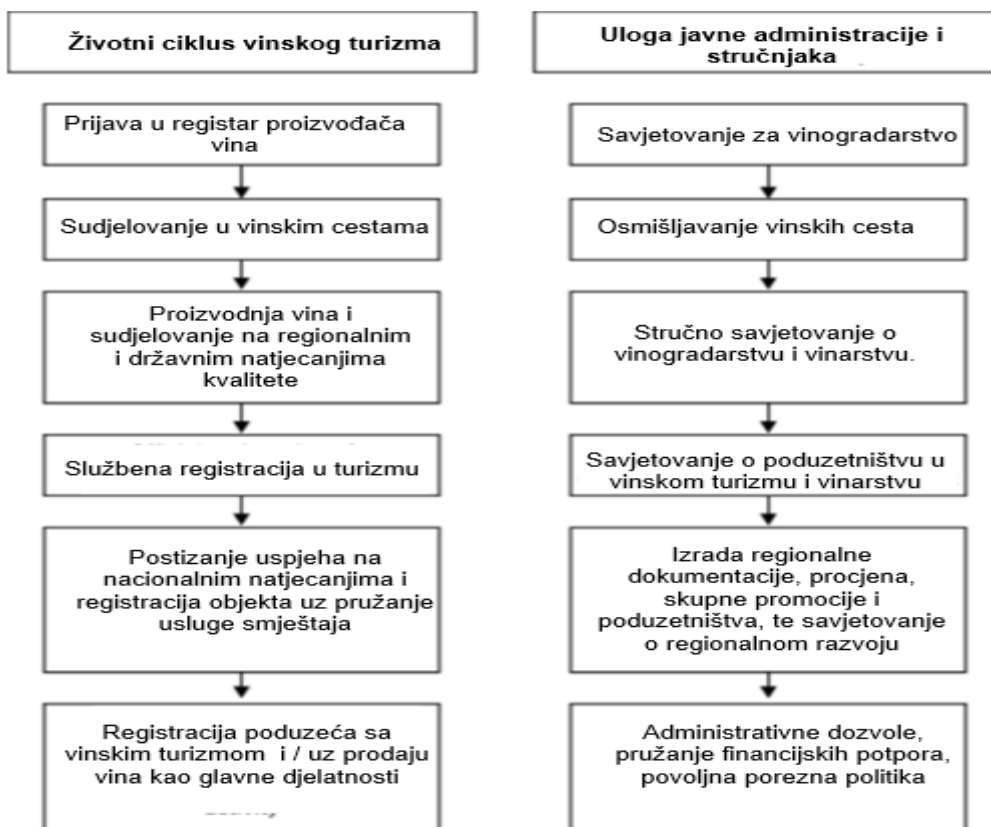 Životni ciklus vinskog turizma
Uloga javne administracije i
stručnjaka
Prijava u registar proizvođača
vina
Sudjelovanje u vinskim cestama
Proizvodnja vina i
sudjelovanje na regionalnim
i državnim natjecanjima
kvalitete
Službena registracija u turizmu
Postizanje uspjeha na
nacionalnim natjecanjima i
registracija objekta uz pružanje
usluge smještaja
Registracija poduzeća sa
vinskim turizmom i / uz prodaju
vina kao glavne djelatnosti
Savjetovanje za vinogradarstvo
Osmišljavanje vinskih cesta
Stručno savjetovanje o
vinogradarstvu i vinarstvu.
Savjetovanje o poduzetništvu u
vinskom turizmu i vinarstvu
Izrada regionalne
dokumentacije, procjena,
skupne promocije i
poduzetništva, te savjetovanje
o regionalnom razvoju
Administrativne dozvole,
pružanje financijskih potpora,
povoljna porezna politika